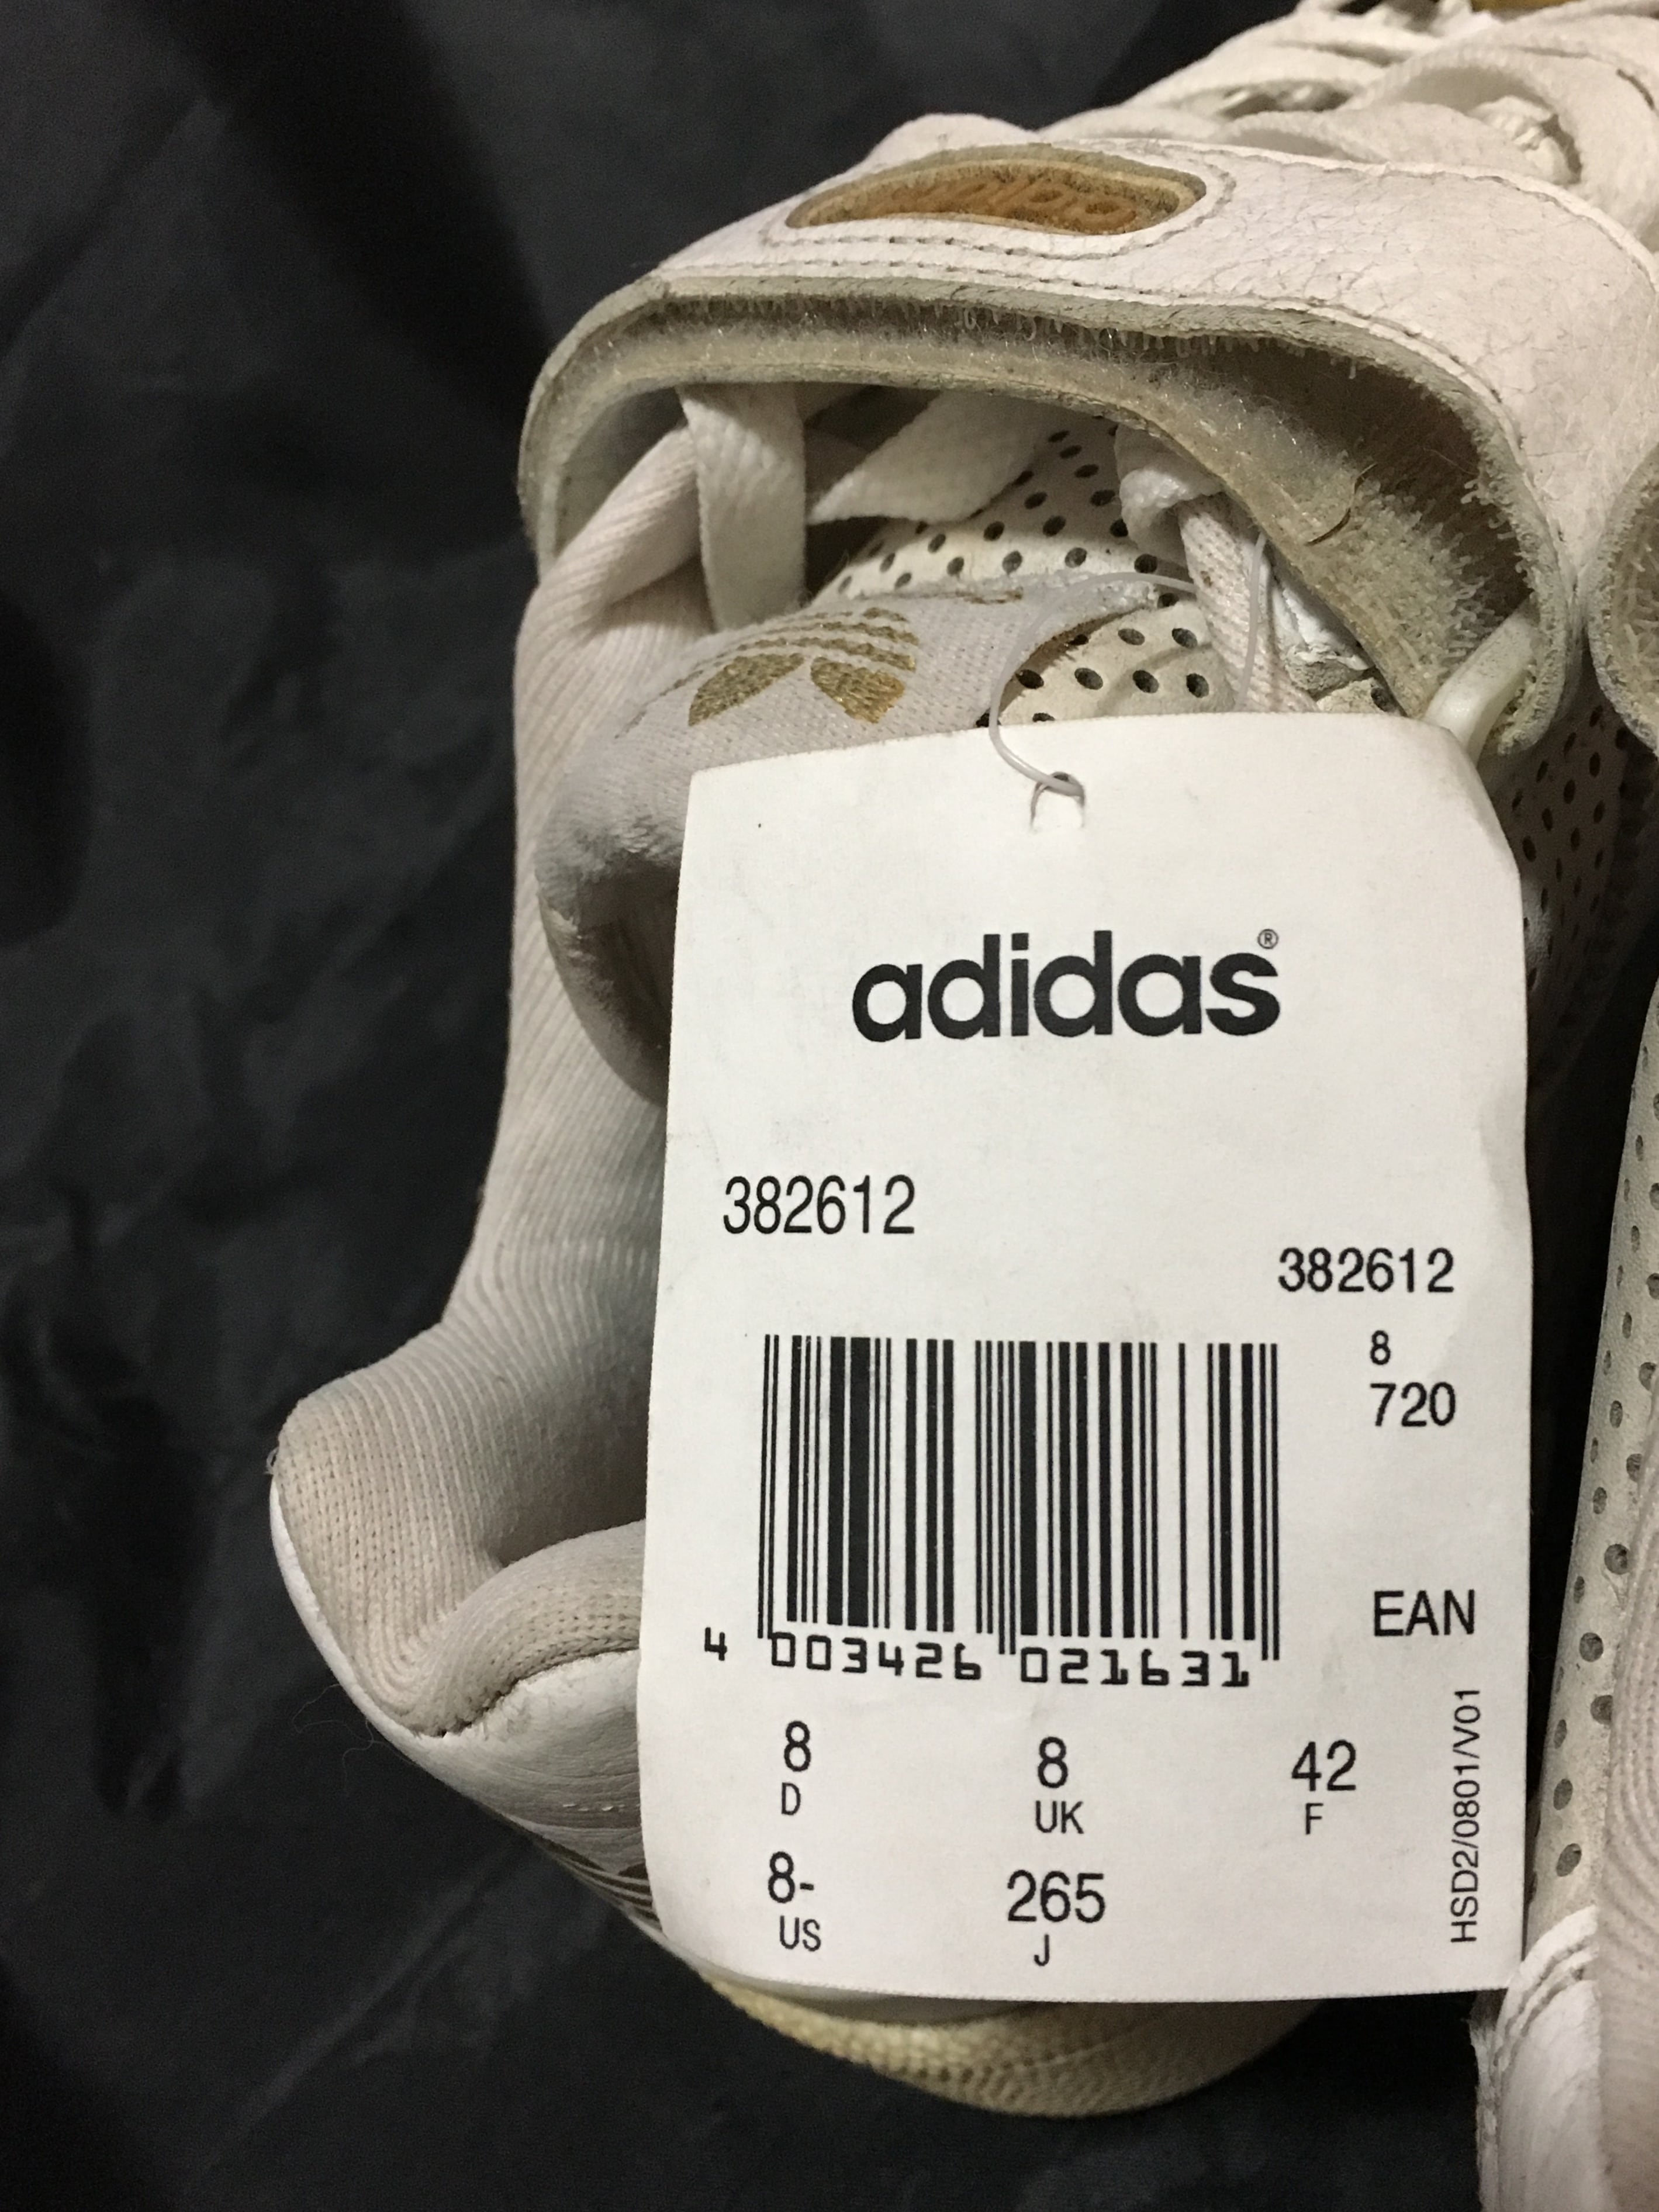 adidas
adidas®
382612
382612
8
720
EAN
4 003426 021631
8 8 42
D UK F
8- 265
US J
HSD2/0801/V01